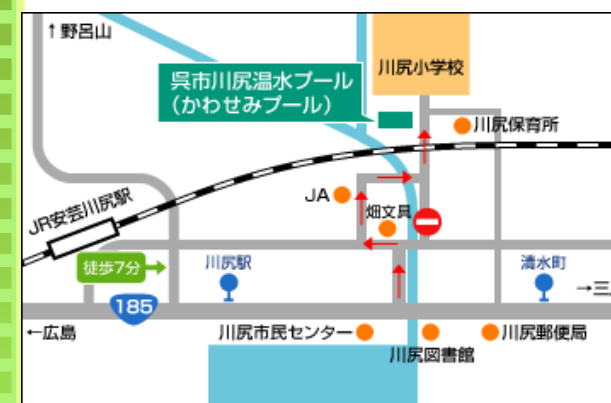 ↑野呂山
川尻小学校
呉市川尻温水プール
(かわせみプール)
川尻保育所
JR安芸川尻駅
JA
畑文具
徒歩7分→
川尻駅
清水町
→三
185
←広島
川尻市民センター
川尻図書館
川尻郵便局